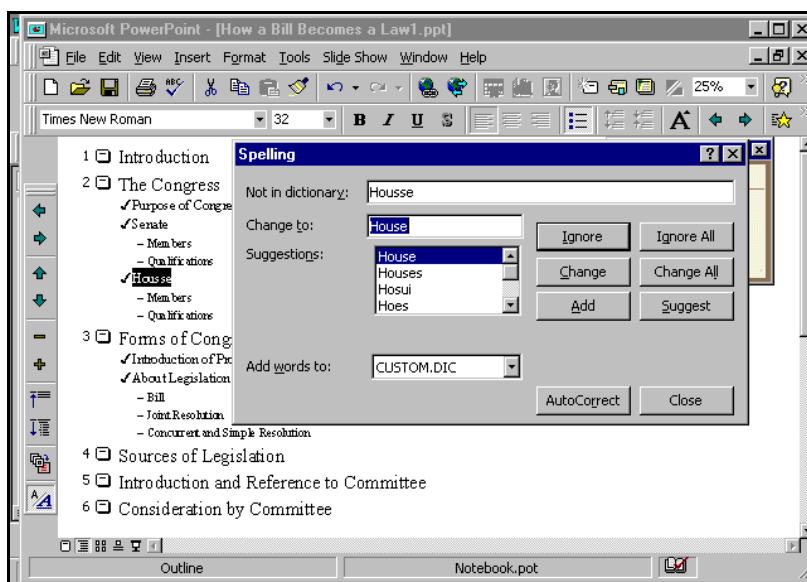 Microsoft PowerPoint - [How a Bill Becomes a Law1.ppt]
File Edit View Insert Format Tools Slide Show Window Help
ABC 25%
Times New Roman 32 B I U S A
1 Introduction
2 The Congress
✓Purpose of Congre
✓Senate
– Members
– Qualifications
✓Housse
– Members
– Qualifications
3 Forms of Cong
✓Introduction of Pr
✓About Legislation
– Bill
– Joint Resolution
– Concurrent and Simple Resolution
4 Sources of Legislation
5 Introduction and Reference to Committee
6 Consideration by Committee
Spelling
Not in dictionary: Housse
Change to: House
Ignore Ignore All
Suggestions: House
Houses
Hosui
Hoes
Change Change All
Add Suggest
Add words to: CUSTOM.DIC
AutoCorrect Close
A/A
Outline Notebook.pot